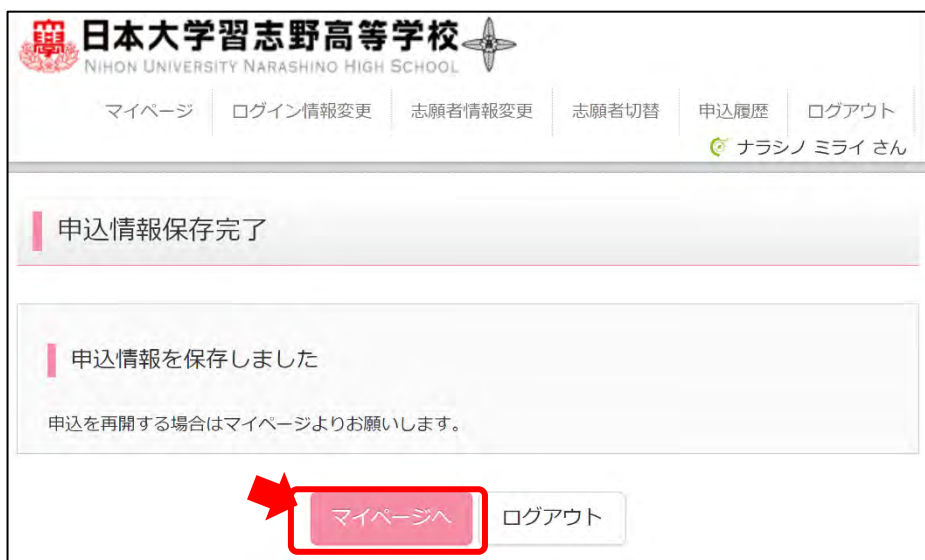 日本大学習志野高等学校
NIHON UNIVERSITY NARASHINO HIGH SCHOOL
マイページ ログイン情報変更 志願者情報変更 志願者切替 申込履歴 ログアウト
ナラシノ ミライ さん
申込情報保存完了
申込情報を保存しました
申込を再開する場合はマイページよりお願いします。
マイページへ ログアウト